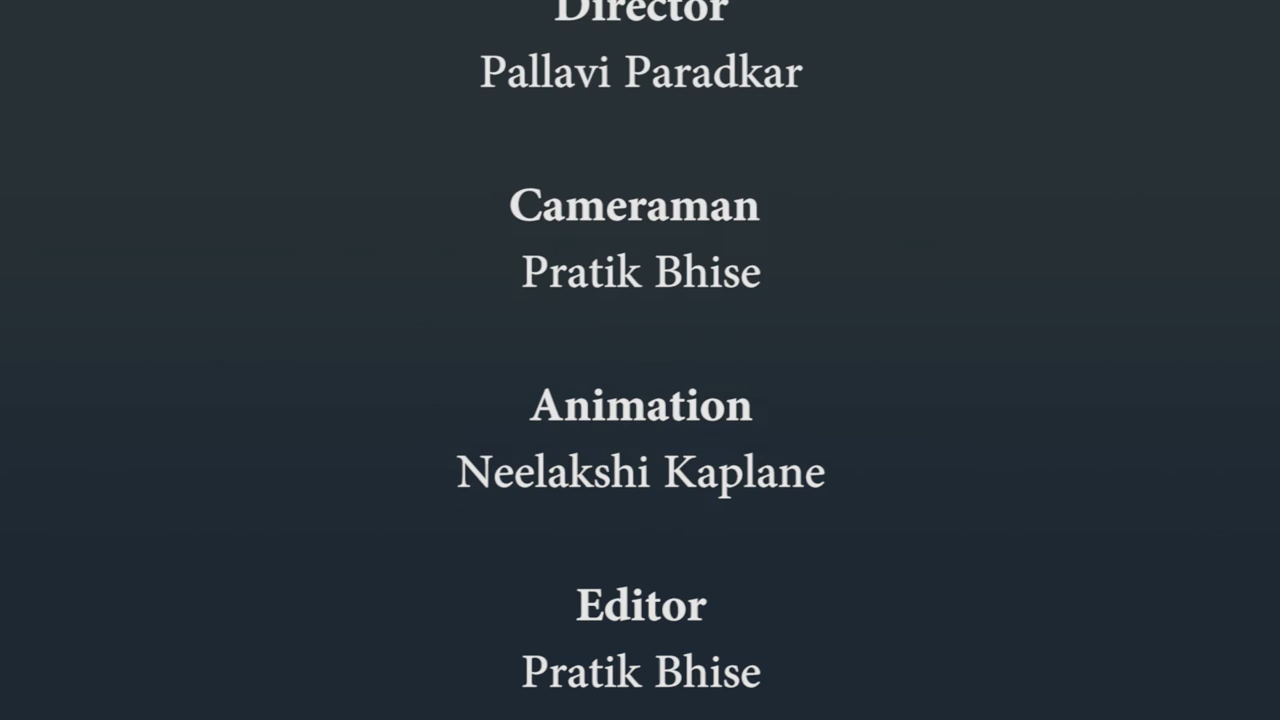 Director
Pallavi Paradkar
Cameraman
Pratik Bhise
Animation
Neelakshi Kaplane
Editor
Pratik Bhise